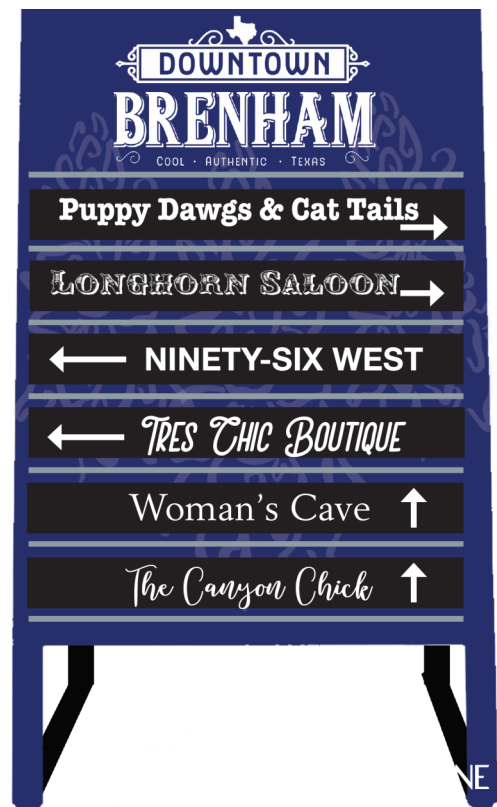 DOWNTOWN
BRENHAM
COOL · AUTHENTIC · TEXAS
Puppy Dawgs & Cat Tails
LONGHORN SALOON
NINETY-SIX WEST
TRES CHIC BOUTIQUE
Woman's Cave
The Canyon Chick
NE